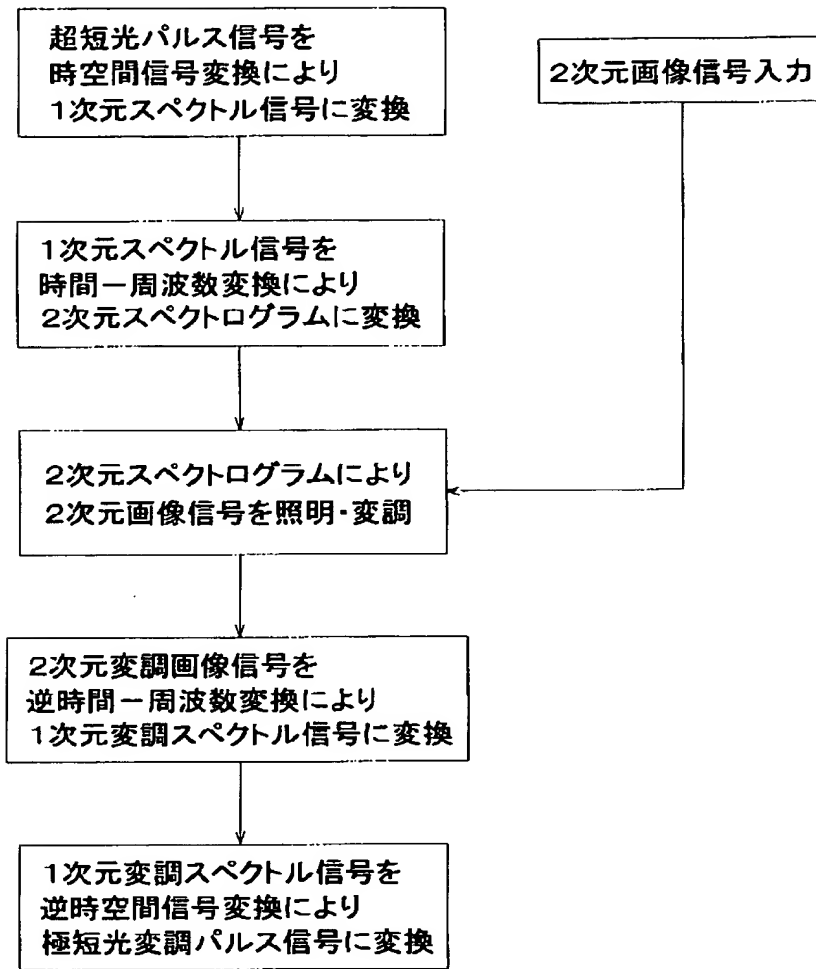 超短光パルス信号を
時空間信号変換により
1次元スペクトル信号に変換
2次元画像信号入力
1次元スペクトル信号を
時間－周波数変換により
2次元スペクトログラムに変換
2次元スペクトログラムにより
2次元画像信号を照明・変調
2次元変調画像信号を
逆時間－周波数変換により
1次元変調スペクトル信号に変換
1次元変調スペクトル信号を
逆時空間信号変換により
極短光変調パルス信号に変換